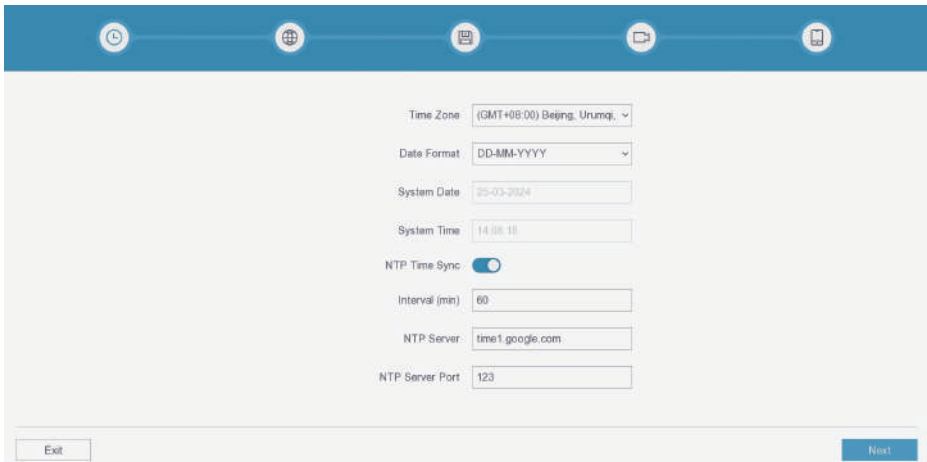 Time Zone (GMT+08:00) Beijing, Urumqi,
Date Format DD-MM-YYYY
System Date 25-03-2024
System Time 14:08:18
NTP Time Sync
Interval (min) 60
NTP Server time1.google.com
NTP Server Port 123
Exit Next